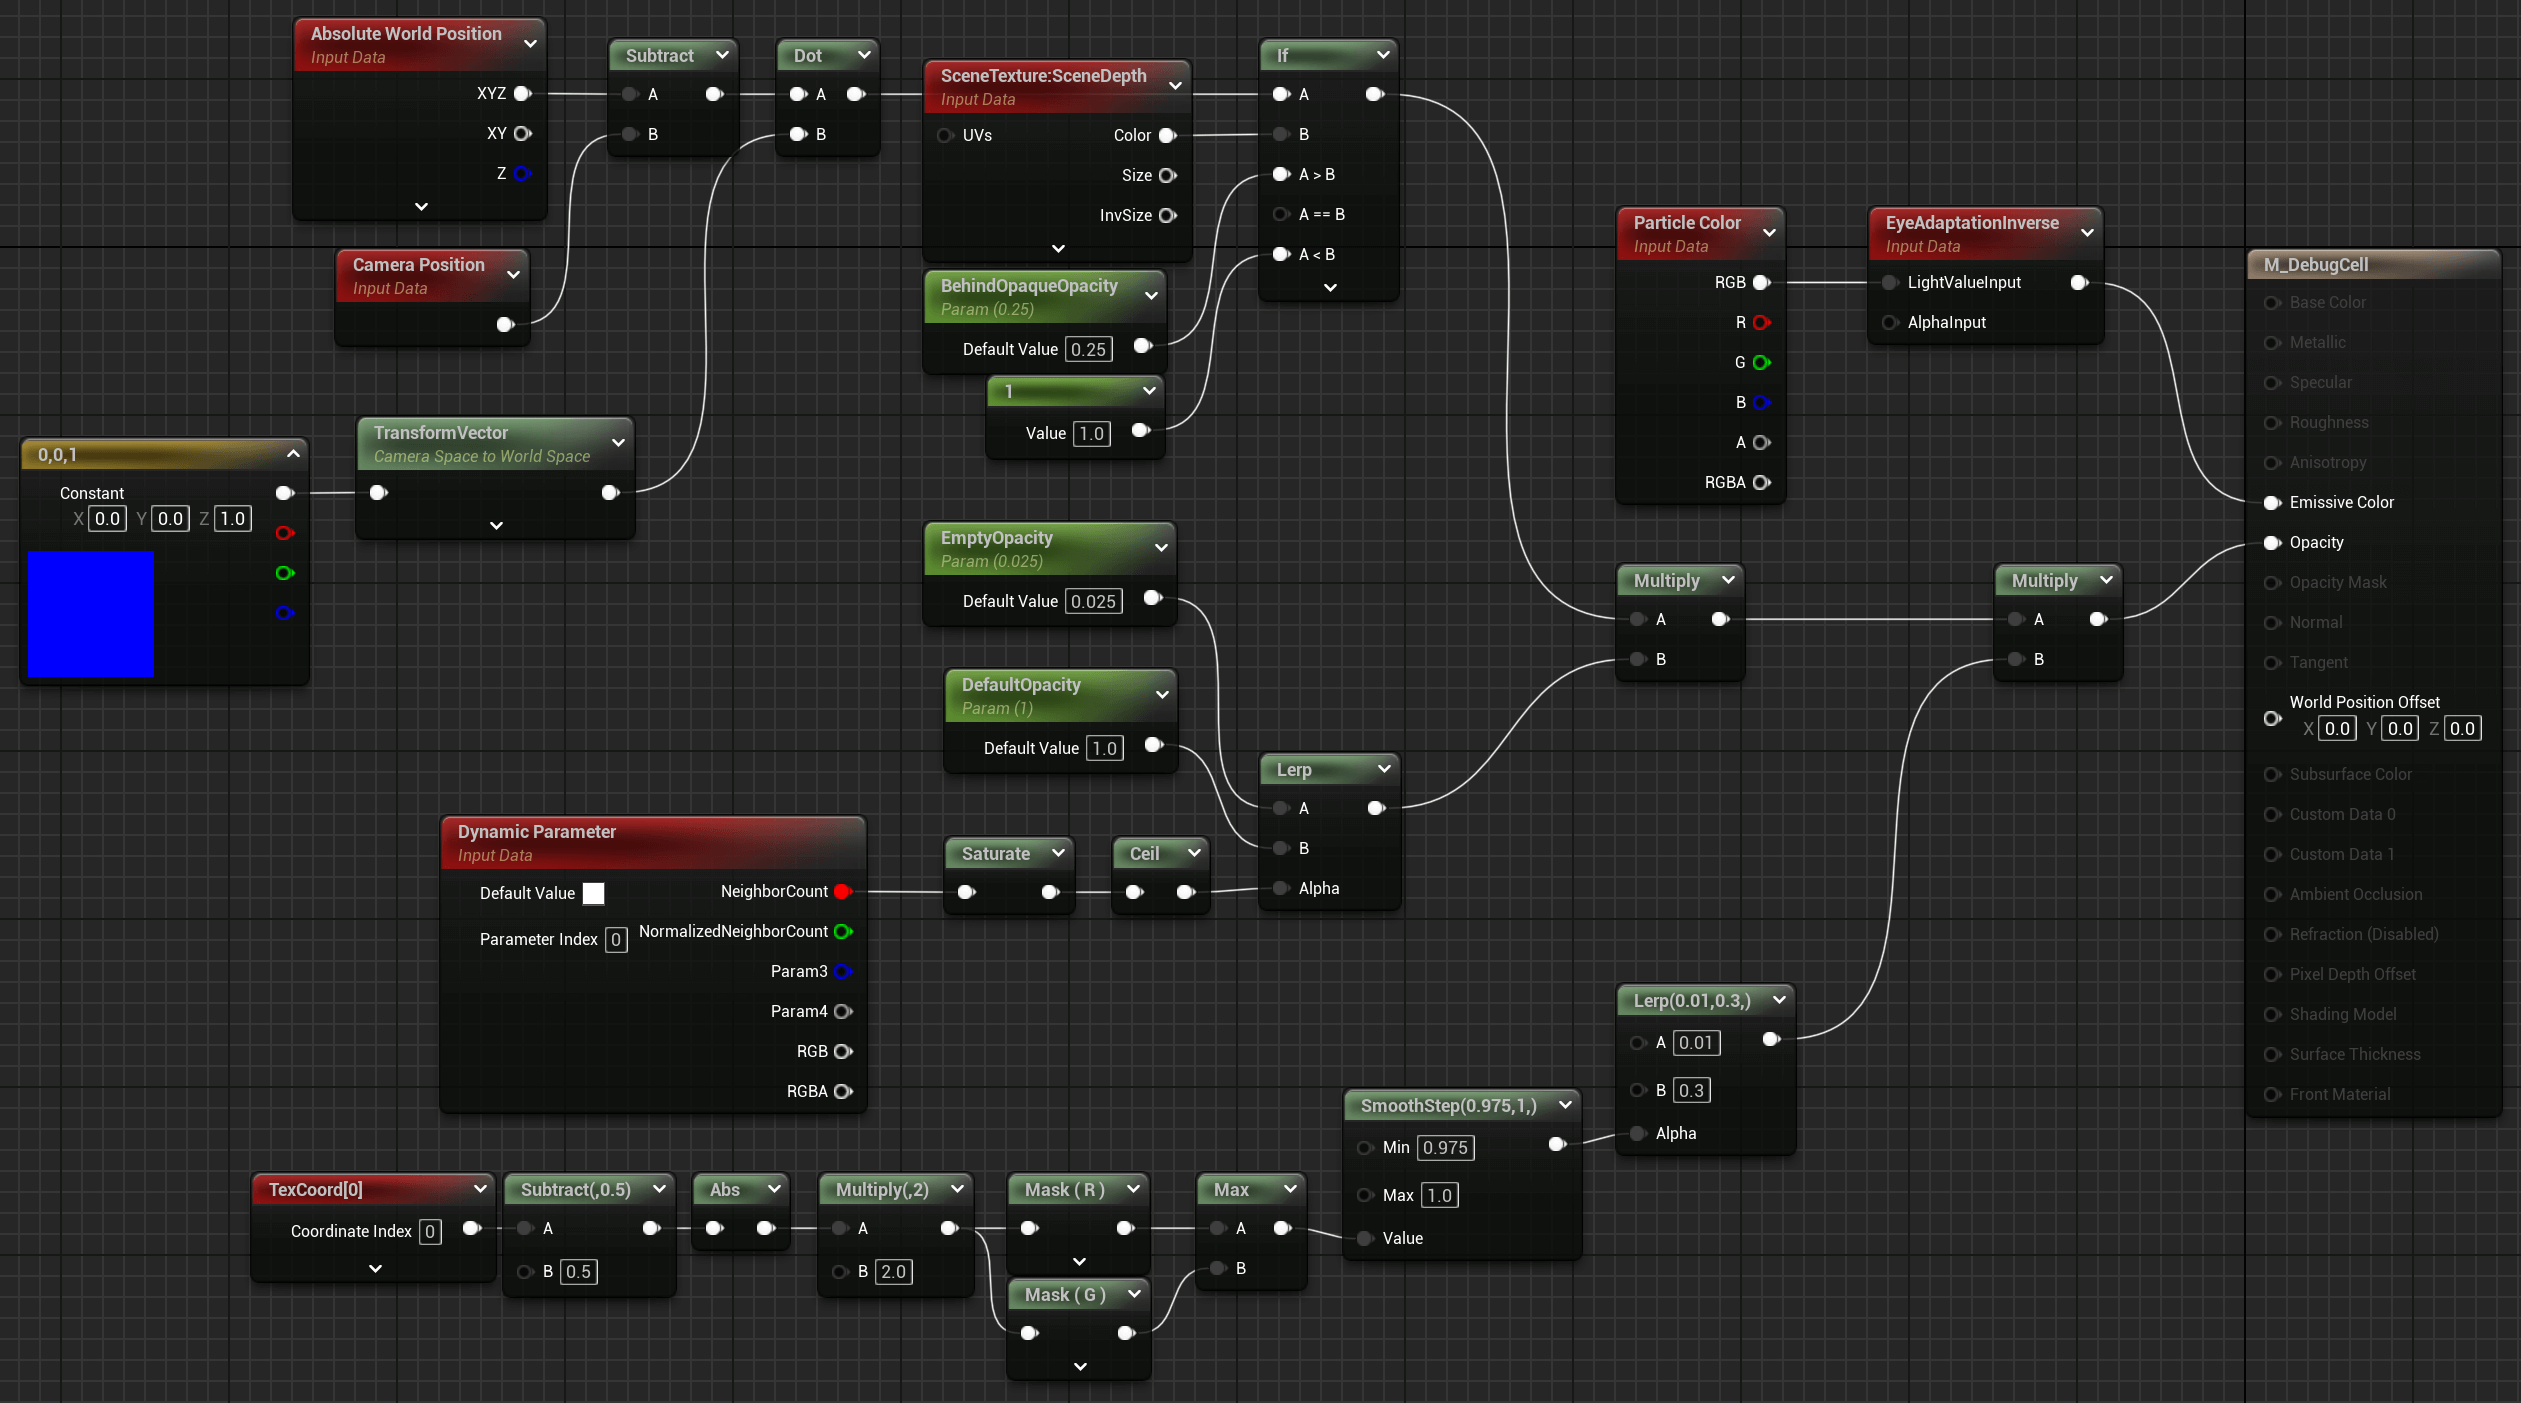 Absolute World Position
Input Data
XYZ
XY
Z
Subtract
A
B
Dot
A
B
SceneTexture:SceneDepth
Input Data
UVs
Color
Size
InvSize
If
A
B
A > B
A == B
A < B
Camera Position
Input Data
BehindOpaqueOpacity
Param (0.25)
Default Value 0.25
1
Value 1.0
Particle Color
Input Data
RGB
R
G
B
A
RGBA
EyeAdaptationInverse
Input Data
LightValueInput
AlphaInput
M_DebugCell
Base Color
Metallic
Specular
Roughness
Anisotropy
Emissive Color
Opacity
Opacity Mask
Normal
Tangent
World Position Offset
X 0.0 Y 0.0 Z 0.0
Subsurface Color
Custom Data 0
Custom Data 1
Ambient Occlusion
Refraction (Disabled)
Pixel Depth Offset
Shading Model
Surface Thickness
Front Material
0,0,1
Constant
X 0.0 Y 0.0 Z 1.0
TransformVector
Camera Space to World Space
EmptyOpacity
Param (0.025)
Default Value 0.025
DefaultOpacity
Param (1)
Default Value 1.0
Multiply
A
B
Multiply
A
B
Lerp
A
B
Alpha
Dynamic Parameter
Input Data
Default Value
Parameter Index 0
NeighborCount
NormalizedNeighborCount
Param3
Param4
RGB
RGBA
Saturate
Ceil
Lerp(0.01,0.3,)
A 0.01
B 0.3
Alpha
SmoothStep(0.975,1,)
Min 0.975
Max 1.0
Value
TexCoord[0]
Coordinate Index 0
Subtract(,0.5)
A
B 0.5
Abs
Multiply(,2)
A
B 2.0
Mask ( R )
Mask ( G )
Max
A
B